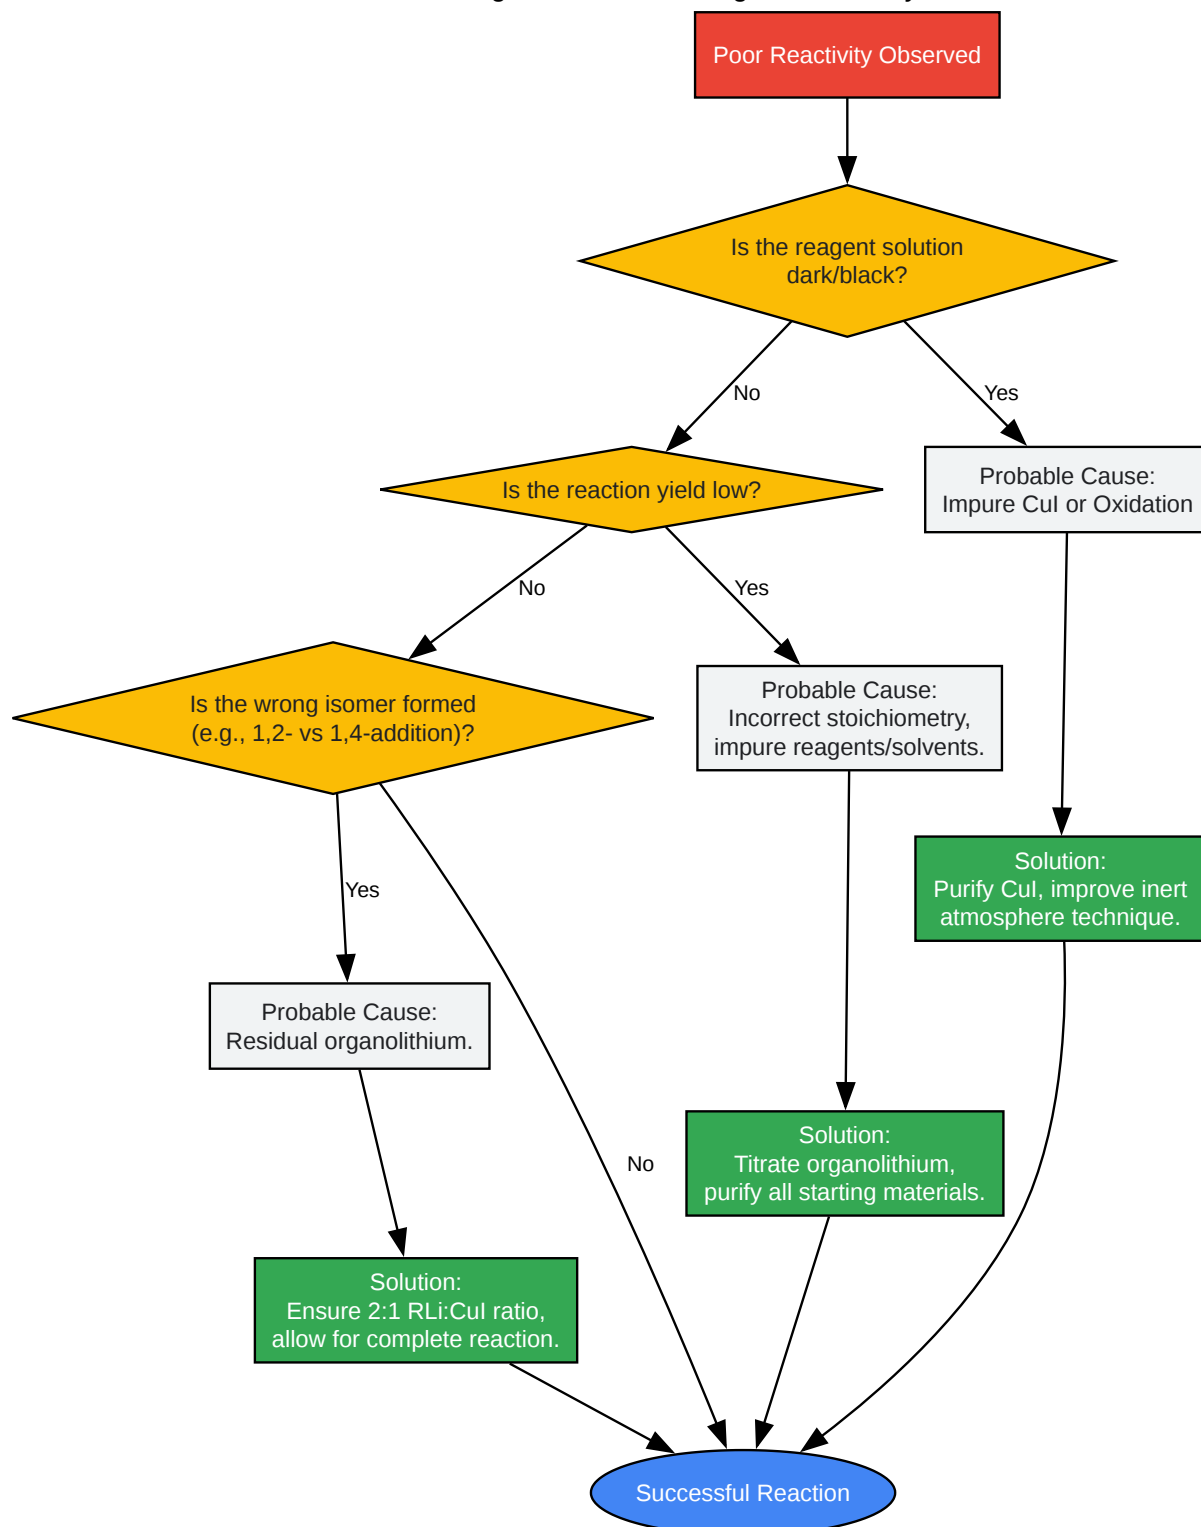 Poor Reactivity Observed
Is the reagent solution
dark/black?
No
Yes
Is the reaction yield low?
Probable Cause:
Impure CuI or Oxidation
No
Yes
Is the wrong isomer formed
(e.g., 1,2- vs 1,4-addition)?
Probable Cause:
Incorrect stoichiometry,
impure reagents/solvents.
Solution:
Purify CuI, improve inert
atmosphere technique.
Yes
Probable Cause:
Residual organolithium.
No
Solution:
Titrate organolithium,
purify all starting materials.
Solution:
Ensure 2:1 RLi:CuI ratio,
allow for complete reaction.
Successful Reaction